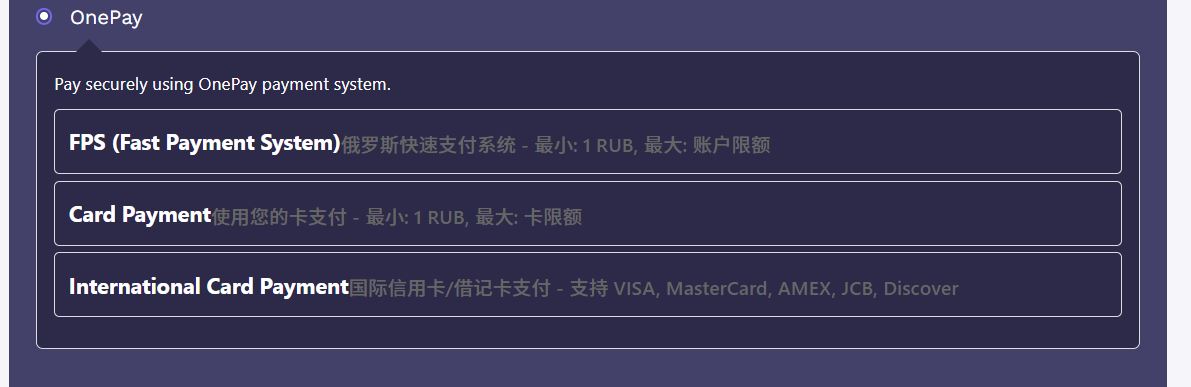 OnePay
Pay securely using OnePay payment system.
FPS (Fast Payment System)俄罗斯快速支付系统 - 最小: 1 RUB, 最大: 账户限额
Card Payment使用您的卡支付 - 最小: 1 RUB, 最大: 卡限额
International Card Payment国际信用卡/借记卡支付 - 支持 VISA, MasterCard, AMEX, JCB, Discover